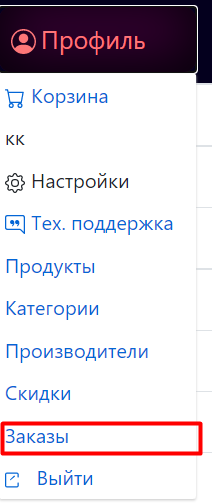 Профиль
Корзина
кк
Настройки
Тех. поддержка
Продукты
Категории
Производители
Скидки
Заказы
Выйти